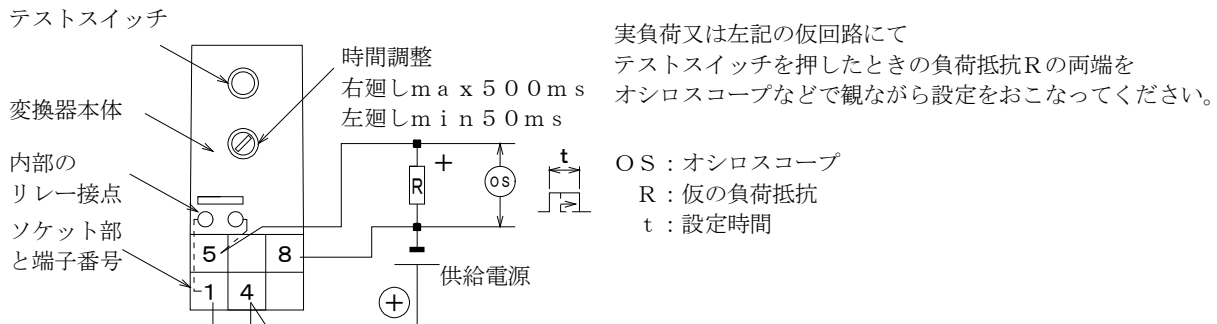 テストスイッチ
変換器本体
内部の
リレー接点
ソケット部
と端子番号
時間調整
右廻しｍａｘ５００ｍｓ
左廻しｍｉｎ５０ｍｓ
5
8
1
4
+
R
os
t
供給電源
+
実負荷又は左記の仮回路にて
テストスイッチを押したときの負荷抵抗Ｒの両端を
オシロスコープなどで観ながら設定をおこなってください。
ＯＳ：オシロスコープ
Ｒ：仮の負荷抵抗
ｔ：設定時間